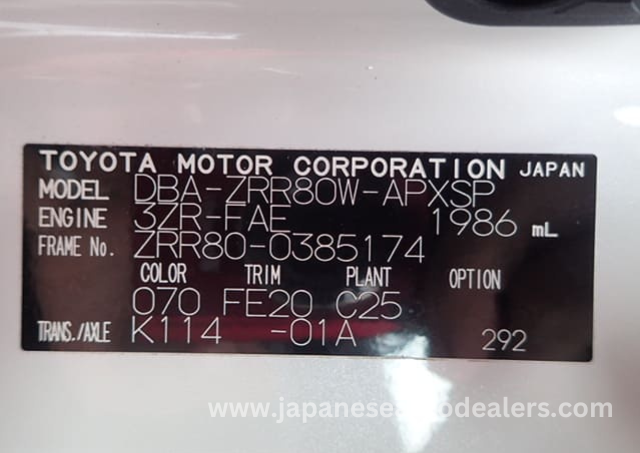 TOYOTA MOTOR CORPORATION JAPAN
MODEL DBA-ZRR80W-APXSP
ENGINE 3ZR-FAE 1986 mL
FRAME No. ZRR80-0385174
COLOR TRIM PLANT OPTION
070 FE20 C25
TRANS./AXLE K114 -01A 292
www.japaneseautodealers.com